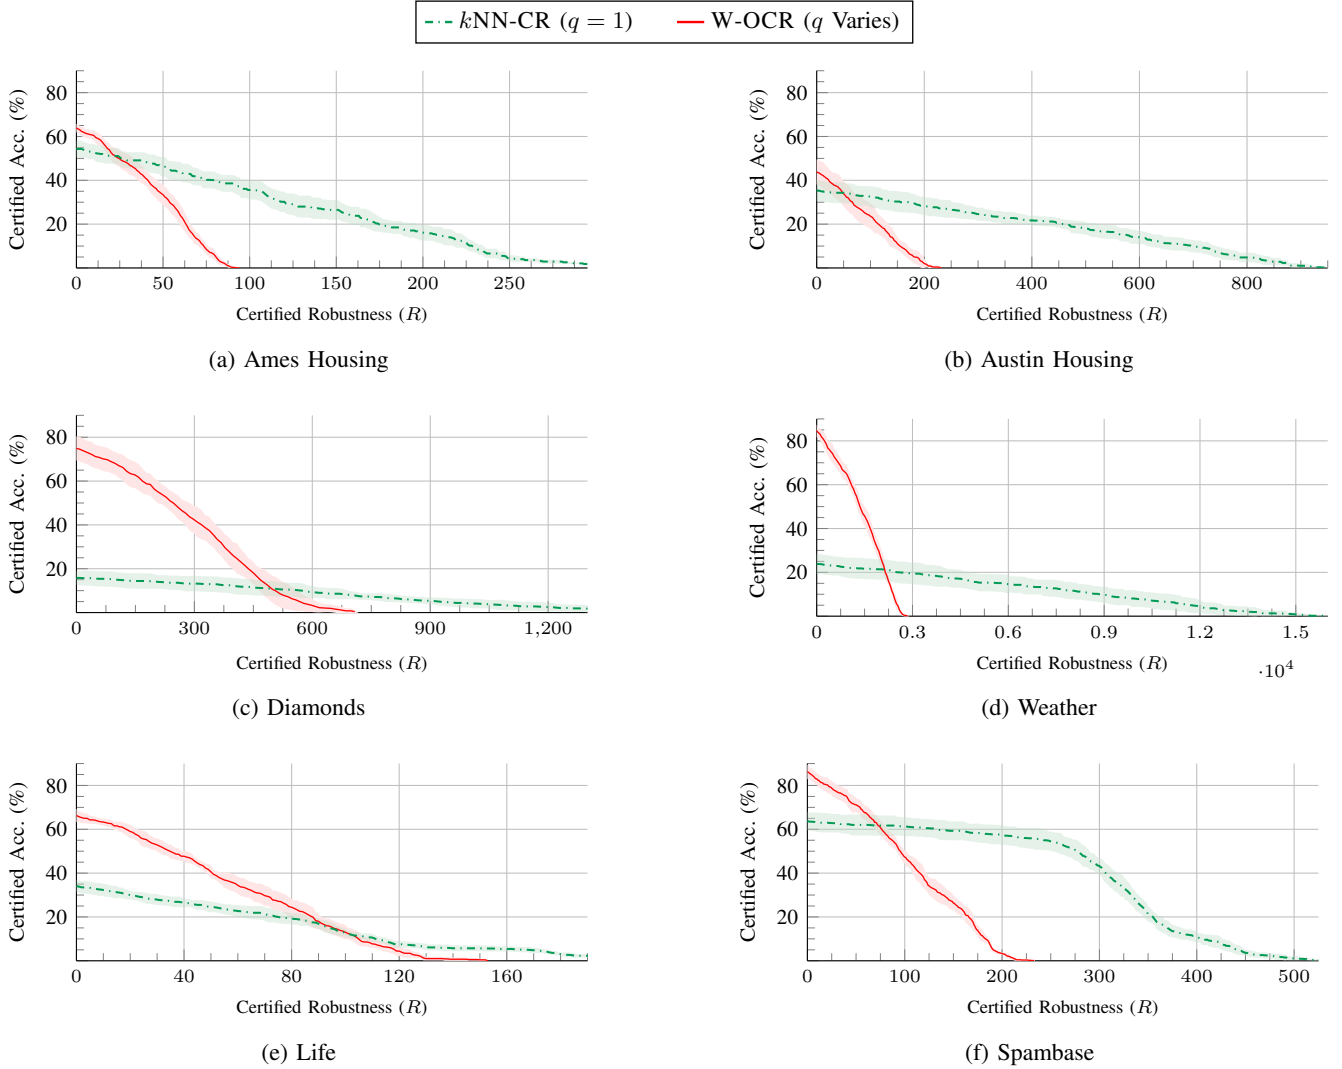 kNN-CR (q = 1) W-OCR (q Varies)
80
60
40
20
Certified Acc. (%)
0 50 100 150 200 250
Certified Robustness (R)
(a) Ames Housing
80
60
40
20
Certified Acc. (%)
0 200 400 600 800
Certified Robustness (R)
(b) Austin Housing
80
60
40
20
Certified Acc. (%)
0 300 600 900 1,200
Certified Robustness (R)
(c) Diamonds
80
60
40
20
Certified Acc. (%)
0 0.3 0.6 0.9 1.2 1.5
Certified Robustness (R)
·10⁴
(d) Weather
80
60
40
20
Certified Acc. (%)
0 40 80 120 160
Certified Robustness (R)
(e) Life
80
60
40
20
Certified Acc. (%)
0 100 200 300 400 500
Certified Robustness (R)
(f) Spambase